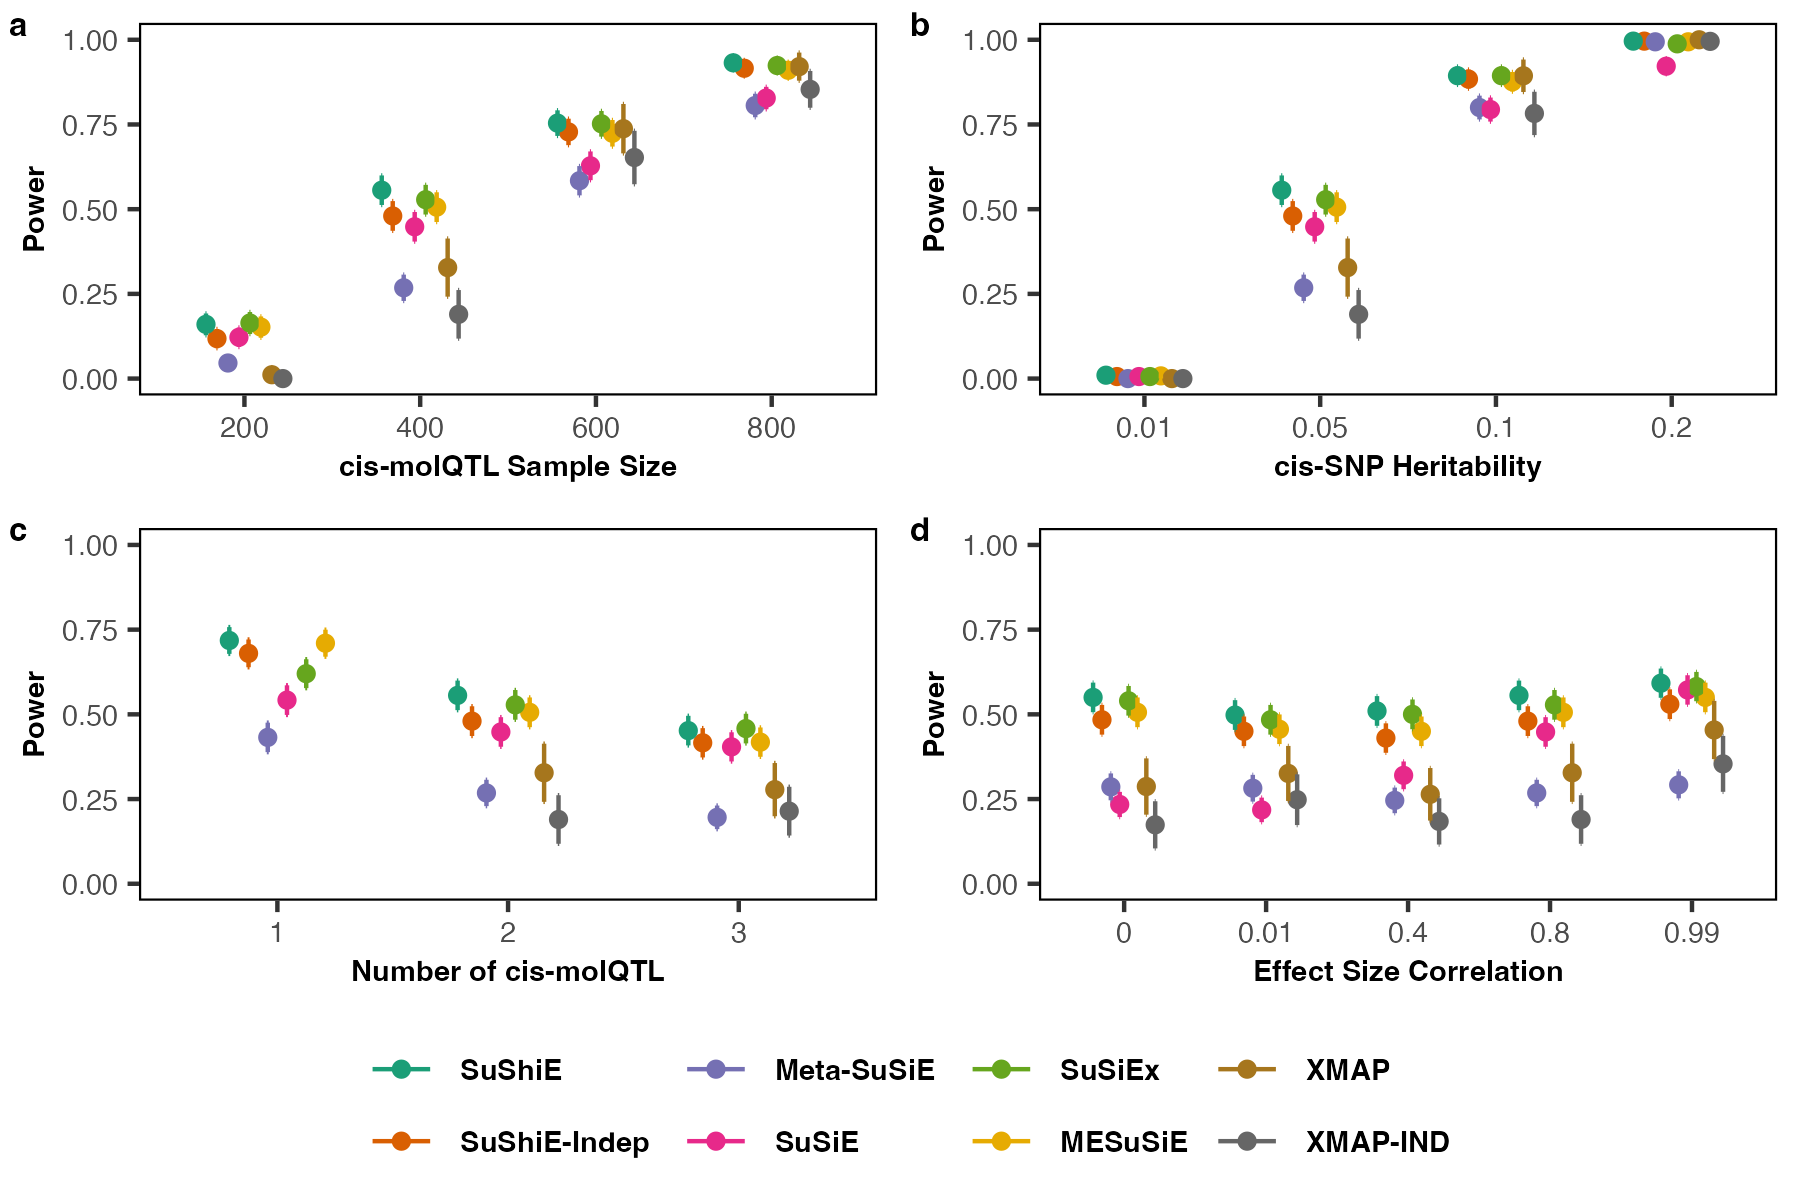 a
1.00
0.75
0.50
0.25
0.00
Power
200 400 600 800
cis-molQTL Sample Size
b
1.00
0.75
0.50
0.25
0.00
Power
0.01 0.05 0.1 0.2
cis-SNP Heritability
c
1.00
0.75
0.50
0.25
0.00
Power
1 2 3
Number of cis-molQTL
d
1.00
0.75
0.50
0.25
0.00
Power
0 0.01 0.4 0.8 0.99
Effect Size Correlation
SuShiE Meta-SuSiE SuSiEx XMAP
SuShiE-Indep SuSiE MESuSiE XMAP-IND